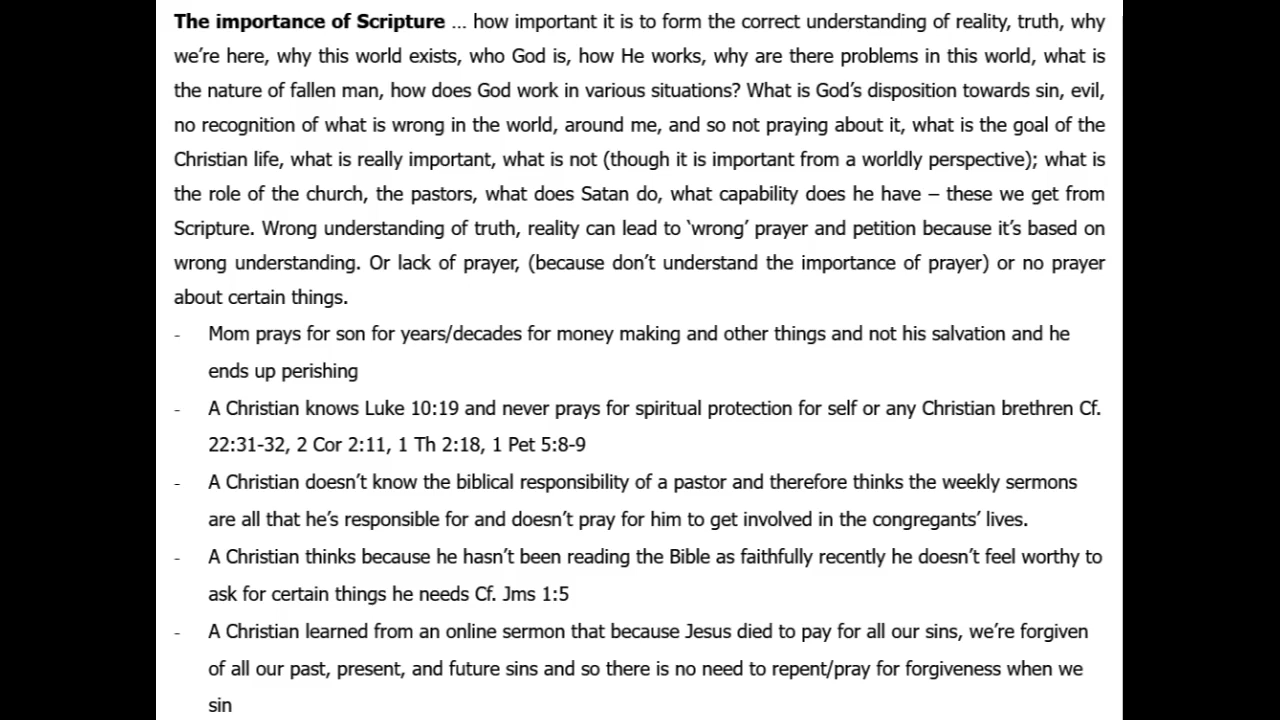 The importance of Scripture ... how important it is to form the correct understanding of reality, truth, why
we're here, why this world exists, who God is, how He works, why are there problems in this world, what is
the nature of fallen man, how does God work in various situations? What is God's disposition towards sin, evil,
no recognition of what is wrong in the world, around me, and so not praying about it, what is the goal of the
Christian life, what is really important, what is not (though it is important from a worldly perspective); what is
the role of the church, the pastors, what does Satan do, what capability does he have – these we get from
Scripture. Wrong understanding of truth, reality can lead to 'wrong' prayer and petition because it's based on
wrong understanding. Or lack of prayer, (because don't understand the importance of prayer) or no prayer
about certain things.
- Mom prays for son for years/decades for money making and other things and not his salvation and he
ends up perishing
- A Christian knows Luke 10:19 and never prays for spiritual protection for self or any Christian brethren Cf.
22:31-32, 2 Cor 2:11, 1 Th 2:18, 1 Pet 5:8-9
- A Christian doesn't know the biblical responsibility of a pastor and therefore thinks the weekly sermons
are all that he's responsible for and doesn't pray for him to get involved in the congregants' lives.
- A Christian thinks because he hasn't been reading the Bible as faithfully recently he doesn't feel worthy to
ask for certain things he needs Cf. Jms 1:5
- A Christian learned from an online sermon that because Jesus died to pay for all our sins, we're forgiven
of all our past, present, and future sins and so there is no need to repent/pray for forgiveness when we
sin